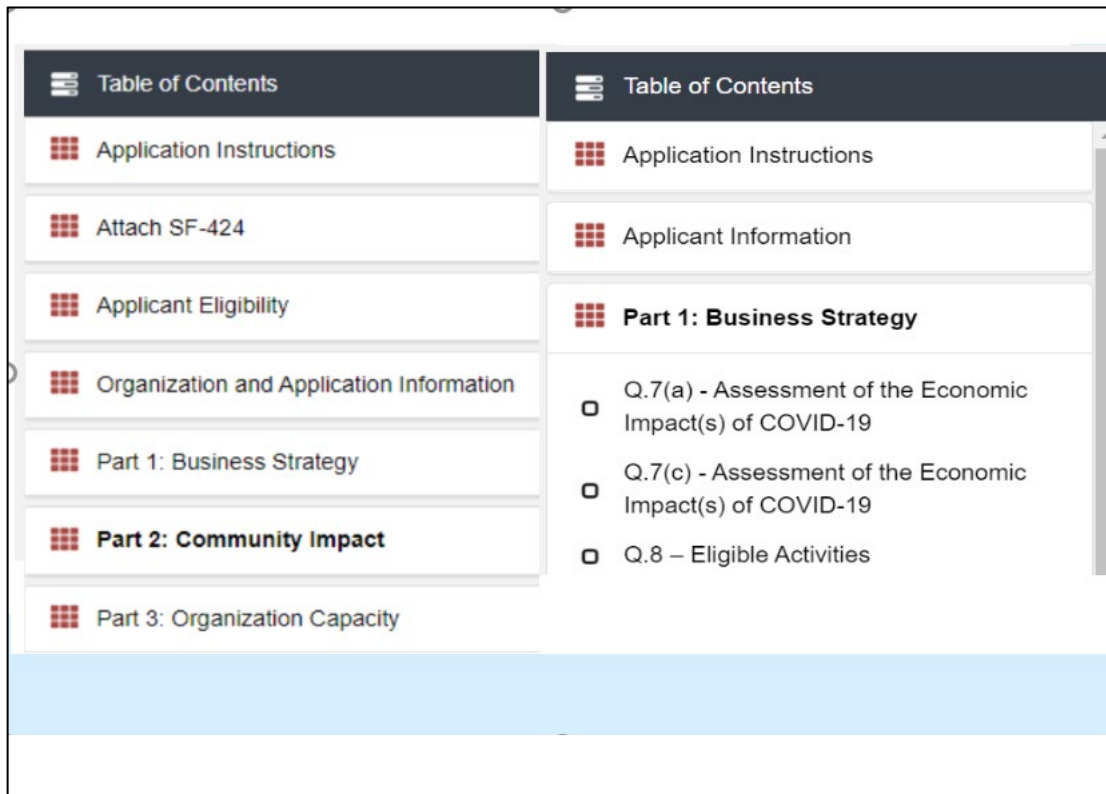 Table of Contents
Application Instructions
Attach SF-424
Applicant Eligibility
Organization and Application Information
Part 1: Business Strategy
Part 2: Community Impact
Part 3: Organization Capacity
Table of Contents
Application Instructions
Applicant Information
Part 1: Business Strategy
Q.7(a) - Assessment of the Economic
Impact(s) of COVID-19
Q.7(c) - Assessment of the Economic
Impact(s) of COVID-19
Q.8 – Eligible Activities